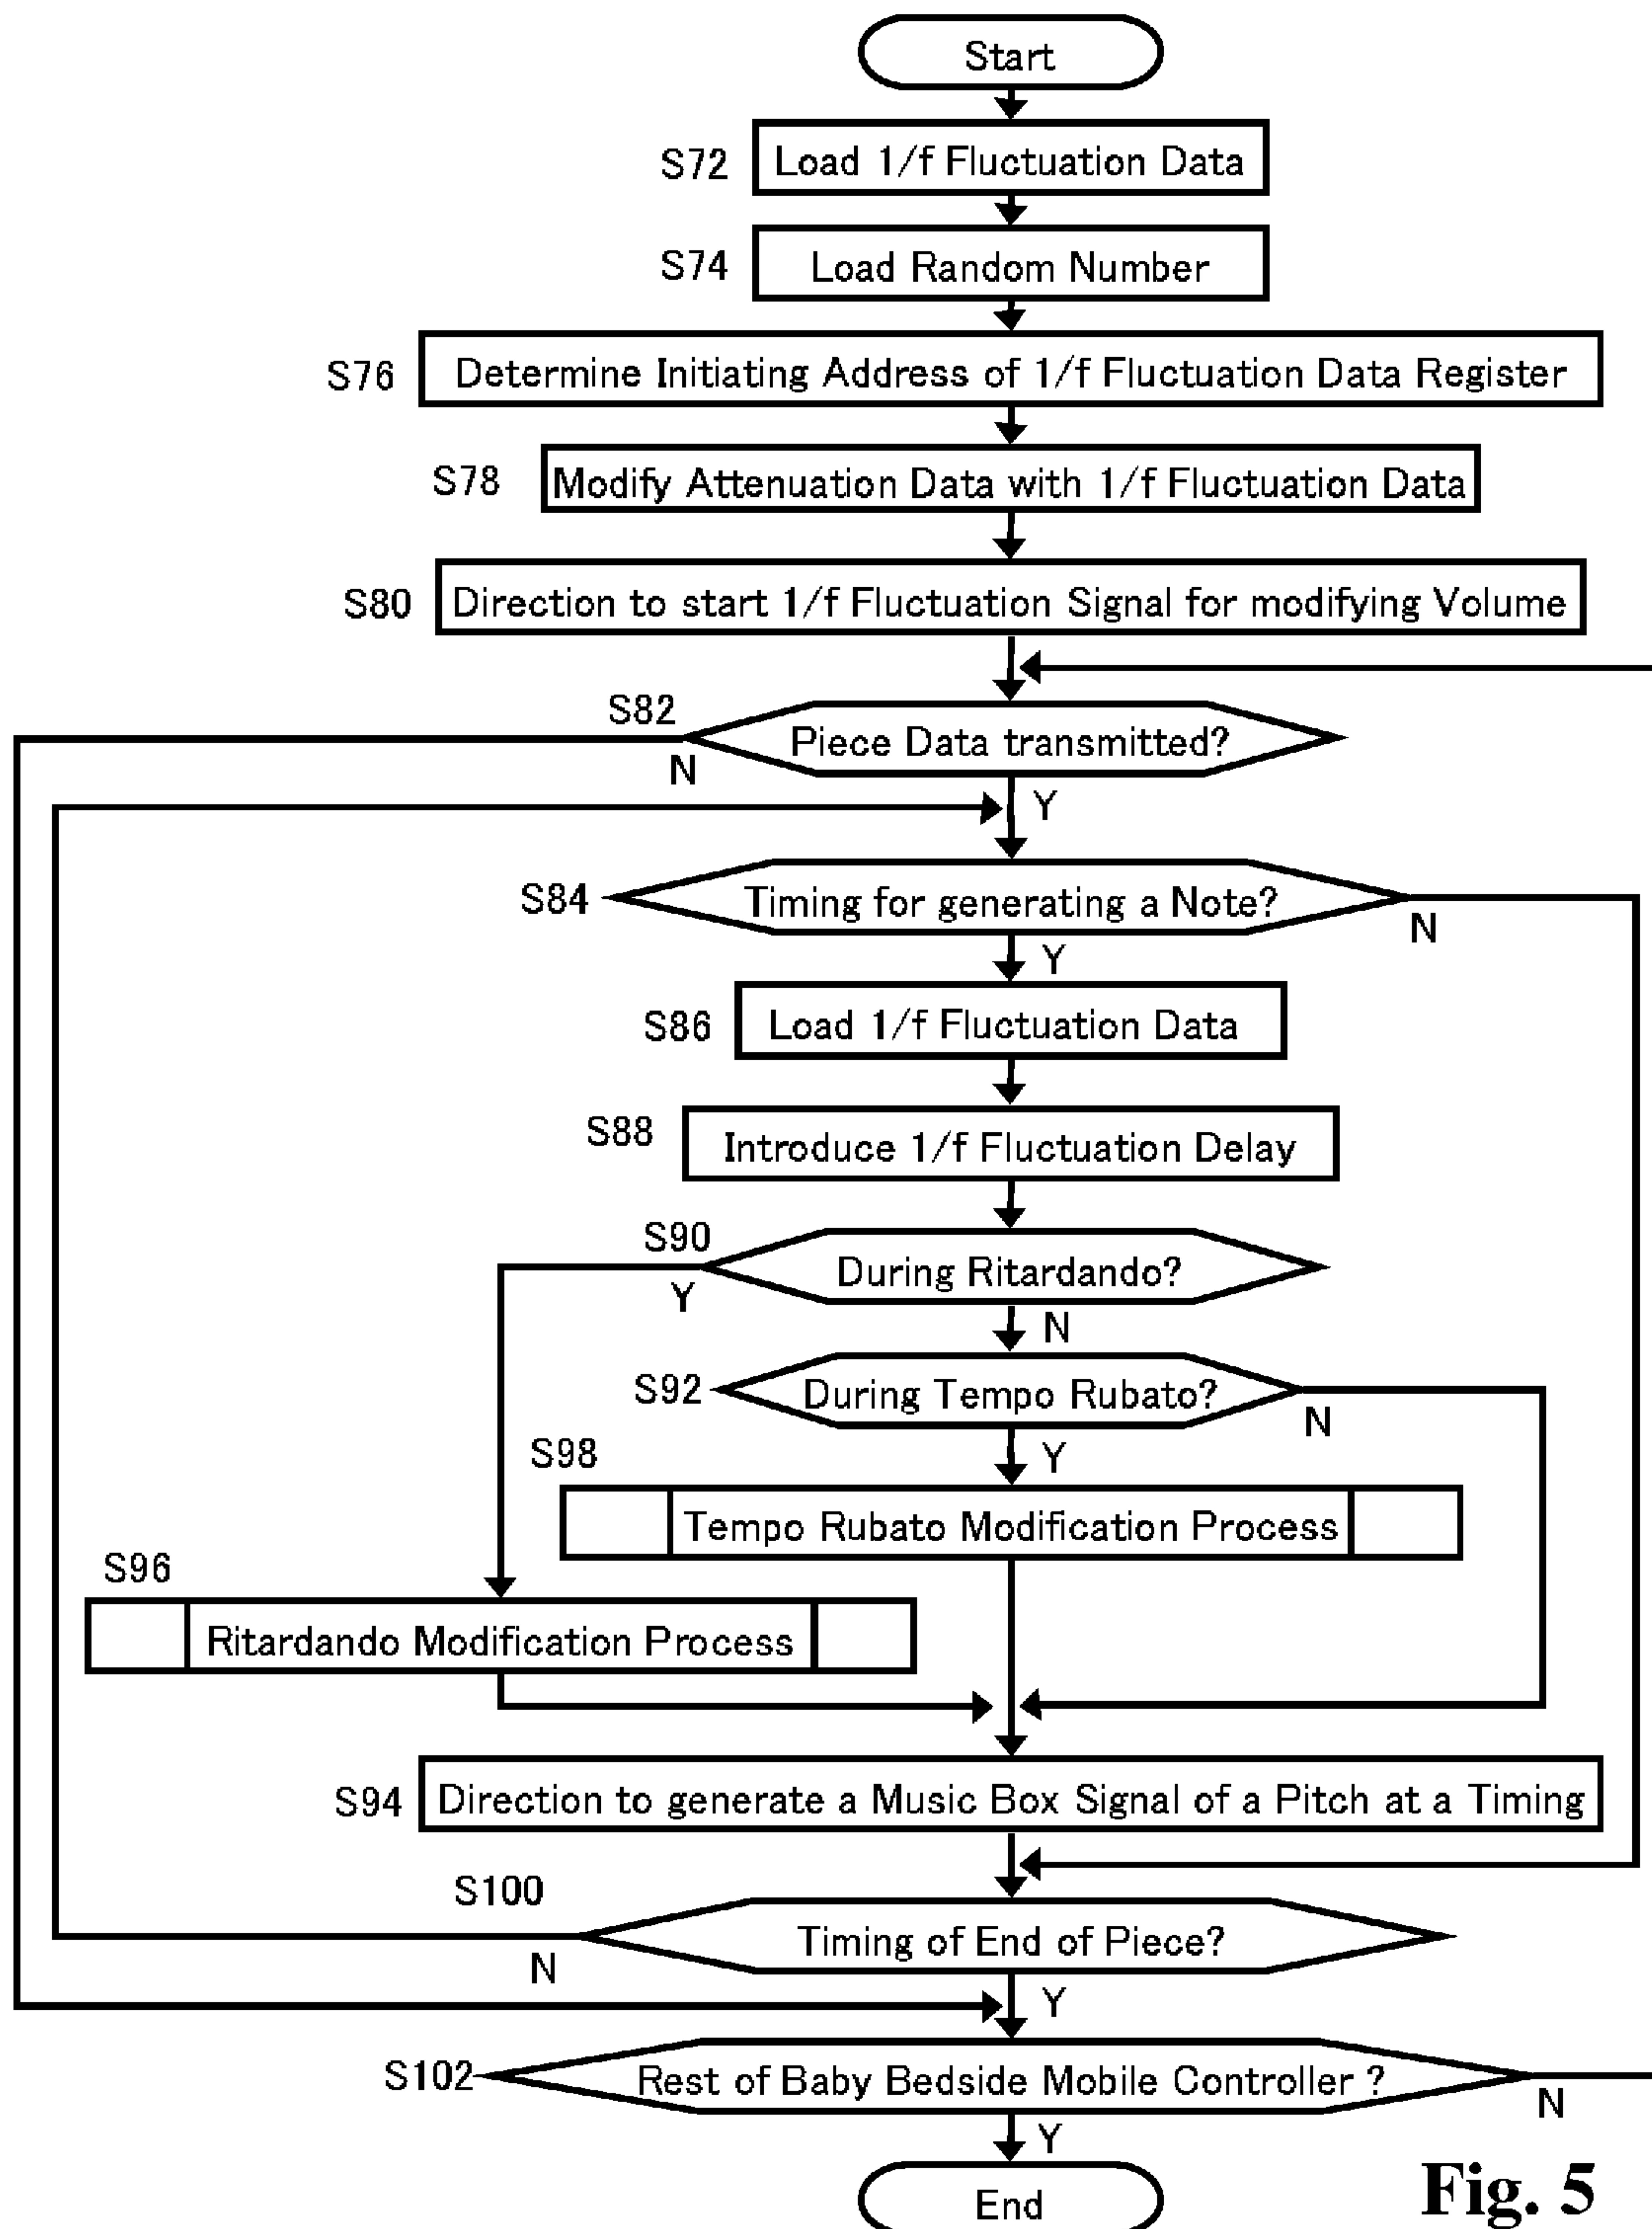 Start
S72
Load 1/f Fluctuation Data
S74
Load Random Number
S76
Determine Initiating Address of 1/f Fluctuation Data Register
S78
Modify Attenuation Data with 1/f Fluctuation Data
S80
Direction to start 1/f Fluctuation Signal for modifying Volume
S82
Piece Data transmitted?
N
Y
S84
Timing for generating a Note?
N
Y
S86
Load 1/f Fluctuation Data
S88
Introduce 1/f Fluctuation Delay
S90
During Ritardando?
Y
N
S92
During Tempo Rubato?
N
Y
S98
Tempo Rubato Modification Process
S96
Ritardando Modification Process
S94
Direction to generate a Music Box Signal of a Pitch at a Timing
S100
Timing of End of Piece?
N
Y
S102
Rest of Baby Bedside Mobile Controller ?
N
Y
End
Fig. 5